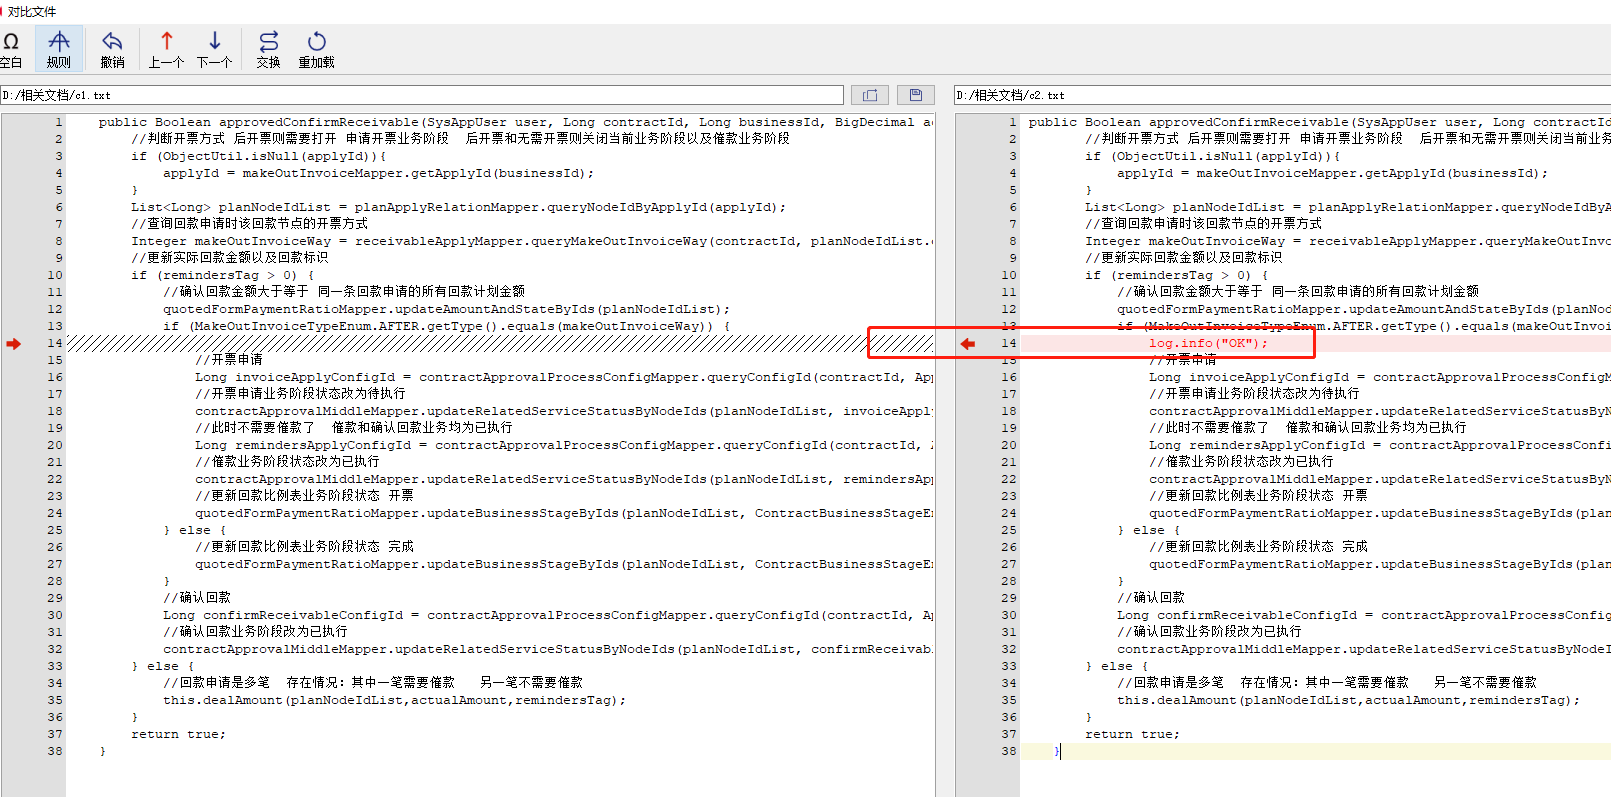 对比文件
空白 规则 撤销 上一个 下一个 交换 重加载
D:/相关文档/c1.txt
1 public Boolean approvedConfirmReceivable(SysAppUser user, Long contractId, Long businessId, BigDecimal a
2 //判断开票方式 后开票则需要打开 申请开票业务阶段 后开票和无需开票则关闭当前业务阶段以及催款业务阶段
3 if (ObjectUtil.isNull(applyId)){
4 applyId = makeOutInvoiceMapper.getApplyId(businessId);
5 }
6 List<Long> planNodeIdList = planApplyRelationMapper.queryNodeIdByApplyId(applyId);
7 //查询回款申请时该回款节点的开票方式
8 Integer makeOutInvoiceWay = receivableApplyMapper.queryMakeOutInvoiceWay(contractId, planNodeIdList.
9 //更新实际回款金额以及回款标识
10 if (remindersTag > 0) {
11 //确认回款金额大于等于 同一条回款申请的所有回款计划金额
12 quotedFormPaymentRatioMapper.updateAmountAndStateByIds(planNodeIdList);
13 if (MakeOutInvoiceTypeEnum.AFTER.getType().equals(makeOutInvoiceWay)) {
14
15 //开票申请
16 Long invoiceApplyConfigId = contractApprovalProcessConfigMapper.queryConfigId(contractId, Ap
17 //开票申请业务阶段状态改为待执行
18 contractApprovalMiddleMapper.updateRelatedServiceStatusByNodeIds(planNodeIdList, invoiceAppl
19 //此时不需要催款了 催款和确认回款业务均为已执行
20 Long remindersApplyConfigId = contractApprovalProcessConfigMapper.queryConfigId(contractId,
21 //催款业务阶段状态改为已执行
22 contractApprovalMiddleMapper.updateRelatedServiceStatusByNodeIds(planNodeIdList, remindersAp
23 //更新回款比例表业务阶段状态 开票
24 quotedFormPaymentRatioMapper.updateBusinessStageByIds(planNodeIdList, ContractBusinessStageE
25 } else {
26 //更新回款比例表业务阶段状态 完成
27 quotedFormPaymentRatioMapper.updateBusinessStageByIds(planNodeIdList, ContractBusinessStageE
28 }
29 //确认回款
30 Long confirmReceivableConfigId = contractApprovalProcessConfigMapper.queryConfigId(contractId, A
31 //确认回款业务阶段改为已执行
32 contractApprovalMiddleMapper.updateRelatedServiceStatusByNodeIds(planNodeIdList, confirmReceivab
33 } else {
34 //回款申请是多笔 存在情况：其中一笔需要催款 另一笔不需要催款
35 this.dealAmount(planNodeIdList,actualAmount,remindersTag);
36 }
37 return true;
38 }
D:/相关文档/c2.txt
1 public Boolean approvedConfirmReceivable(SysAppUser user, Long contractId
2 //判断开票方式 后开票则需要打开 申请开票业务阶段 后开票和无需开票则关闭当前业务
3 if (ObjectUtil.isNull(applyId)){
4 applyId = makeOutInvoiceMapper.getApplyId(businessId);
5 }
6 List<Long> planNodeIdList = planApplyRelationMapper.queryNodeIdByA
7 //查询回款申请时该回款节点的开票方式
8 Integer makeOutInvoiceWay = receivableApplyMapper.queryMakeOutInvo
9 //更新实际回款金额以及回款标识
10 if (remindersTag > 0) {
11 //确认回款金额大于等于 同一条回款申请的所有回款计划金额
12 quotedFormPaymentRatioMapper.updateAmountAndStateByIds(planNod
13 if (MakeOutInvoiceTypeEnum.AFTER.getType().equals(makeOutInvoi
14 log.info("OK");
15 //开票申请
16 Long invoiceApplyConfigId = contractApprovalProcessConfigM
17 //开票申请业务阶段状态改为待执行
18 contractApprovalMiddleMapper.updateRelatedServiceStatusByN
19 //此时不需要催款了 催款和确认回款业务均为已执行
20 Long remindersApplyConfigId = contractApprovalProcessConfi
21 //催款业务阶段状态改为已执行
22 contractApprovalMiddleMapper.updateRelatedServiceStatusByN
23 //更新回款比例表业务阶段状态 开票
24 quotedFormPaymentRatioMapper.updateBusinessStageByIds(plan
25 } else {
26 //更新回款比例表业务阶段状态 完成
27 quotedFormPaymentRatioMapper.updateBusinessStageByIds(plan
28 }
29 //确认回款
30 Long confirmReceivableConfigId = contractApprovalProcessConfig
31 //确认回款业务阶段改为已执行
32 contractApprovalMiddleMapper.updateRelatedServiceStatusByNodeI
33 } else {
34 //回款申请是多笔 存在情况：其中一笔需要催款 另一笔不需要催款
35 this.dealAmount(planNodeIdList,actualAmount,remindersTag);
36 }
37 return true;
38 }